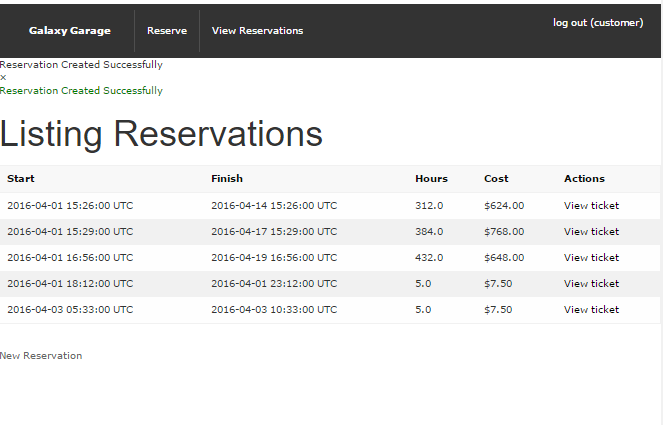 Galaxy Garage Reserve View Reservations log out (customer)
Reservation Created Successfully
×
Reservation Created Successfully
Listing Reservations
Start Finish Hours Cost Actions
2016-04-01 15:26:00 UTC 2016-04-14 15:26:00 UTC 312.0 $624.00 View ticket
2016-04-01 15:29:00 UTC 2016-04-17 15:29:00 UTC 384.0 $768.00 View ticket
2016-04-01 16:56:00 UTC 2016-04-19 16:56:00 UTC 432.0 $648.00 View ticket
2016-04-01 18:12:00 UTC 2016-04-01 23:12:00 UTC 5.0 $7.50 View ticket
2016-04-03 05:33:00 UTC 2016-04-03 10:33:00 UTC 5.0 $7.50 View ticket
New Reservation